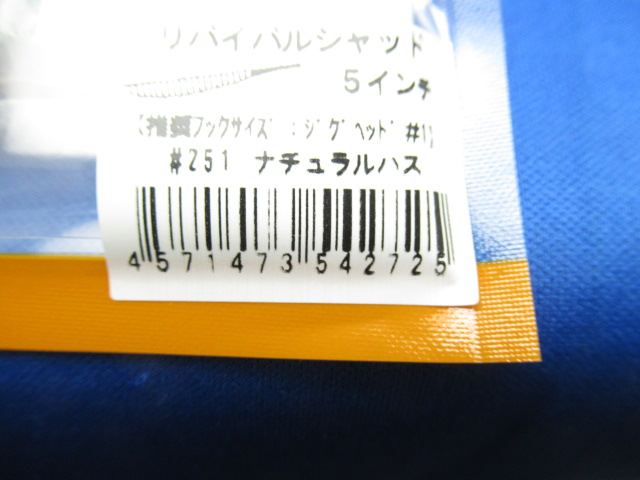 リバイバルシャッド
5インチ
(推奨フックサイズ:ジグヘッド #1)
#251 ナチュラルハス
4571473542725